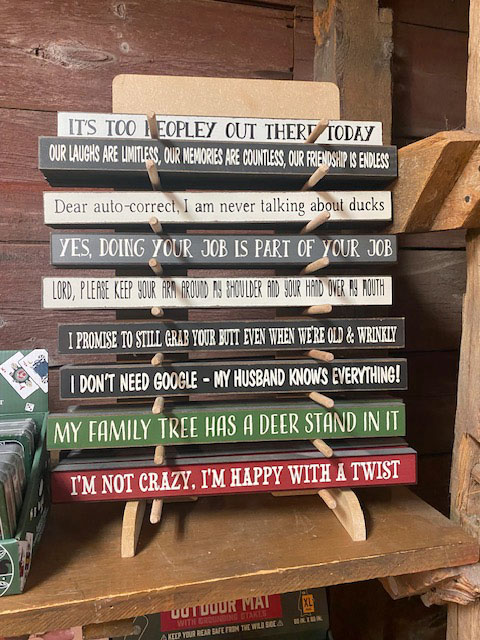 IT'S TOO PEOPLEY OUT THERE TODAY
OUR LAUGHS ARE LIMITLESS, OUR MEMORIES ARE COUNTLESS, OUR FRIENDSHIP IS ENDLESS
Dear auto-correct, I am never talking about ducks
YES, DOING YOUR JOB IS PART OF YOUR JOB
LORD, PLEASE KEEP YOUR ARM AROUND MY SHOULDER AND YOUR HAND OVER MY MOUTH
I PROMISE TO STILL GRAB YOUR BUTT EVEN WHEN WE'RE OLD & WRINKLY
I DON'T NEED GOOGLE - MY HUSBAND KNOWS EVERYTHING!
MY FAMILY TREE HAS A DEER STAND IN IT
I'M NOT CRAZY, I'M HAPPY WITH A TWIST
OUTDOOR MAT
WITH GROUNDING STAKES
KEEP YOUR REAR SAFE FROM THE WILD SIDE
XL